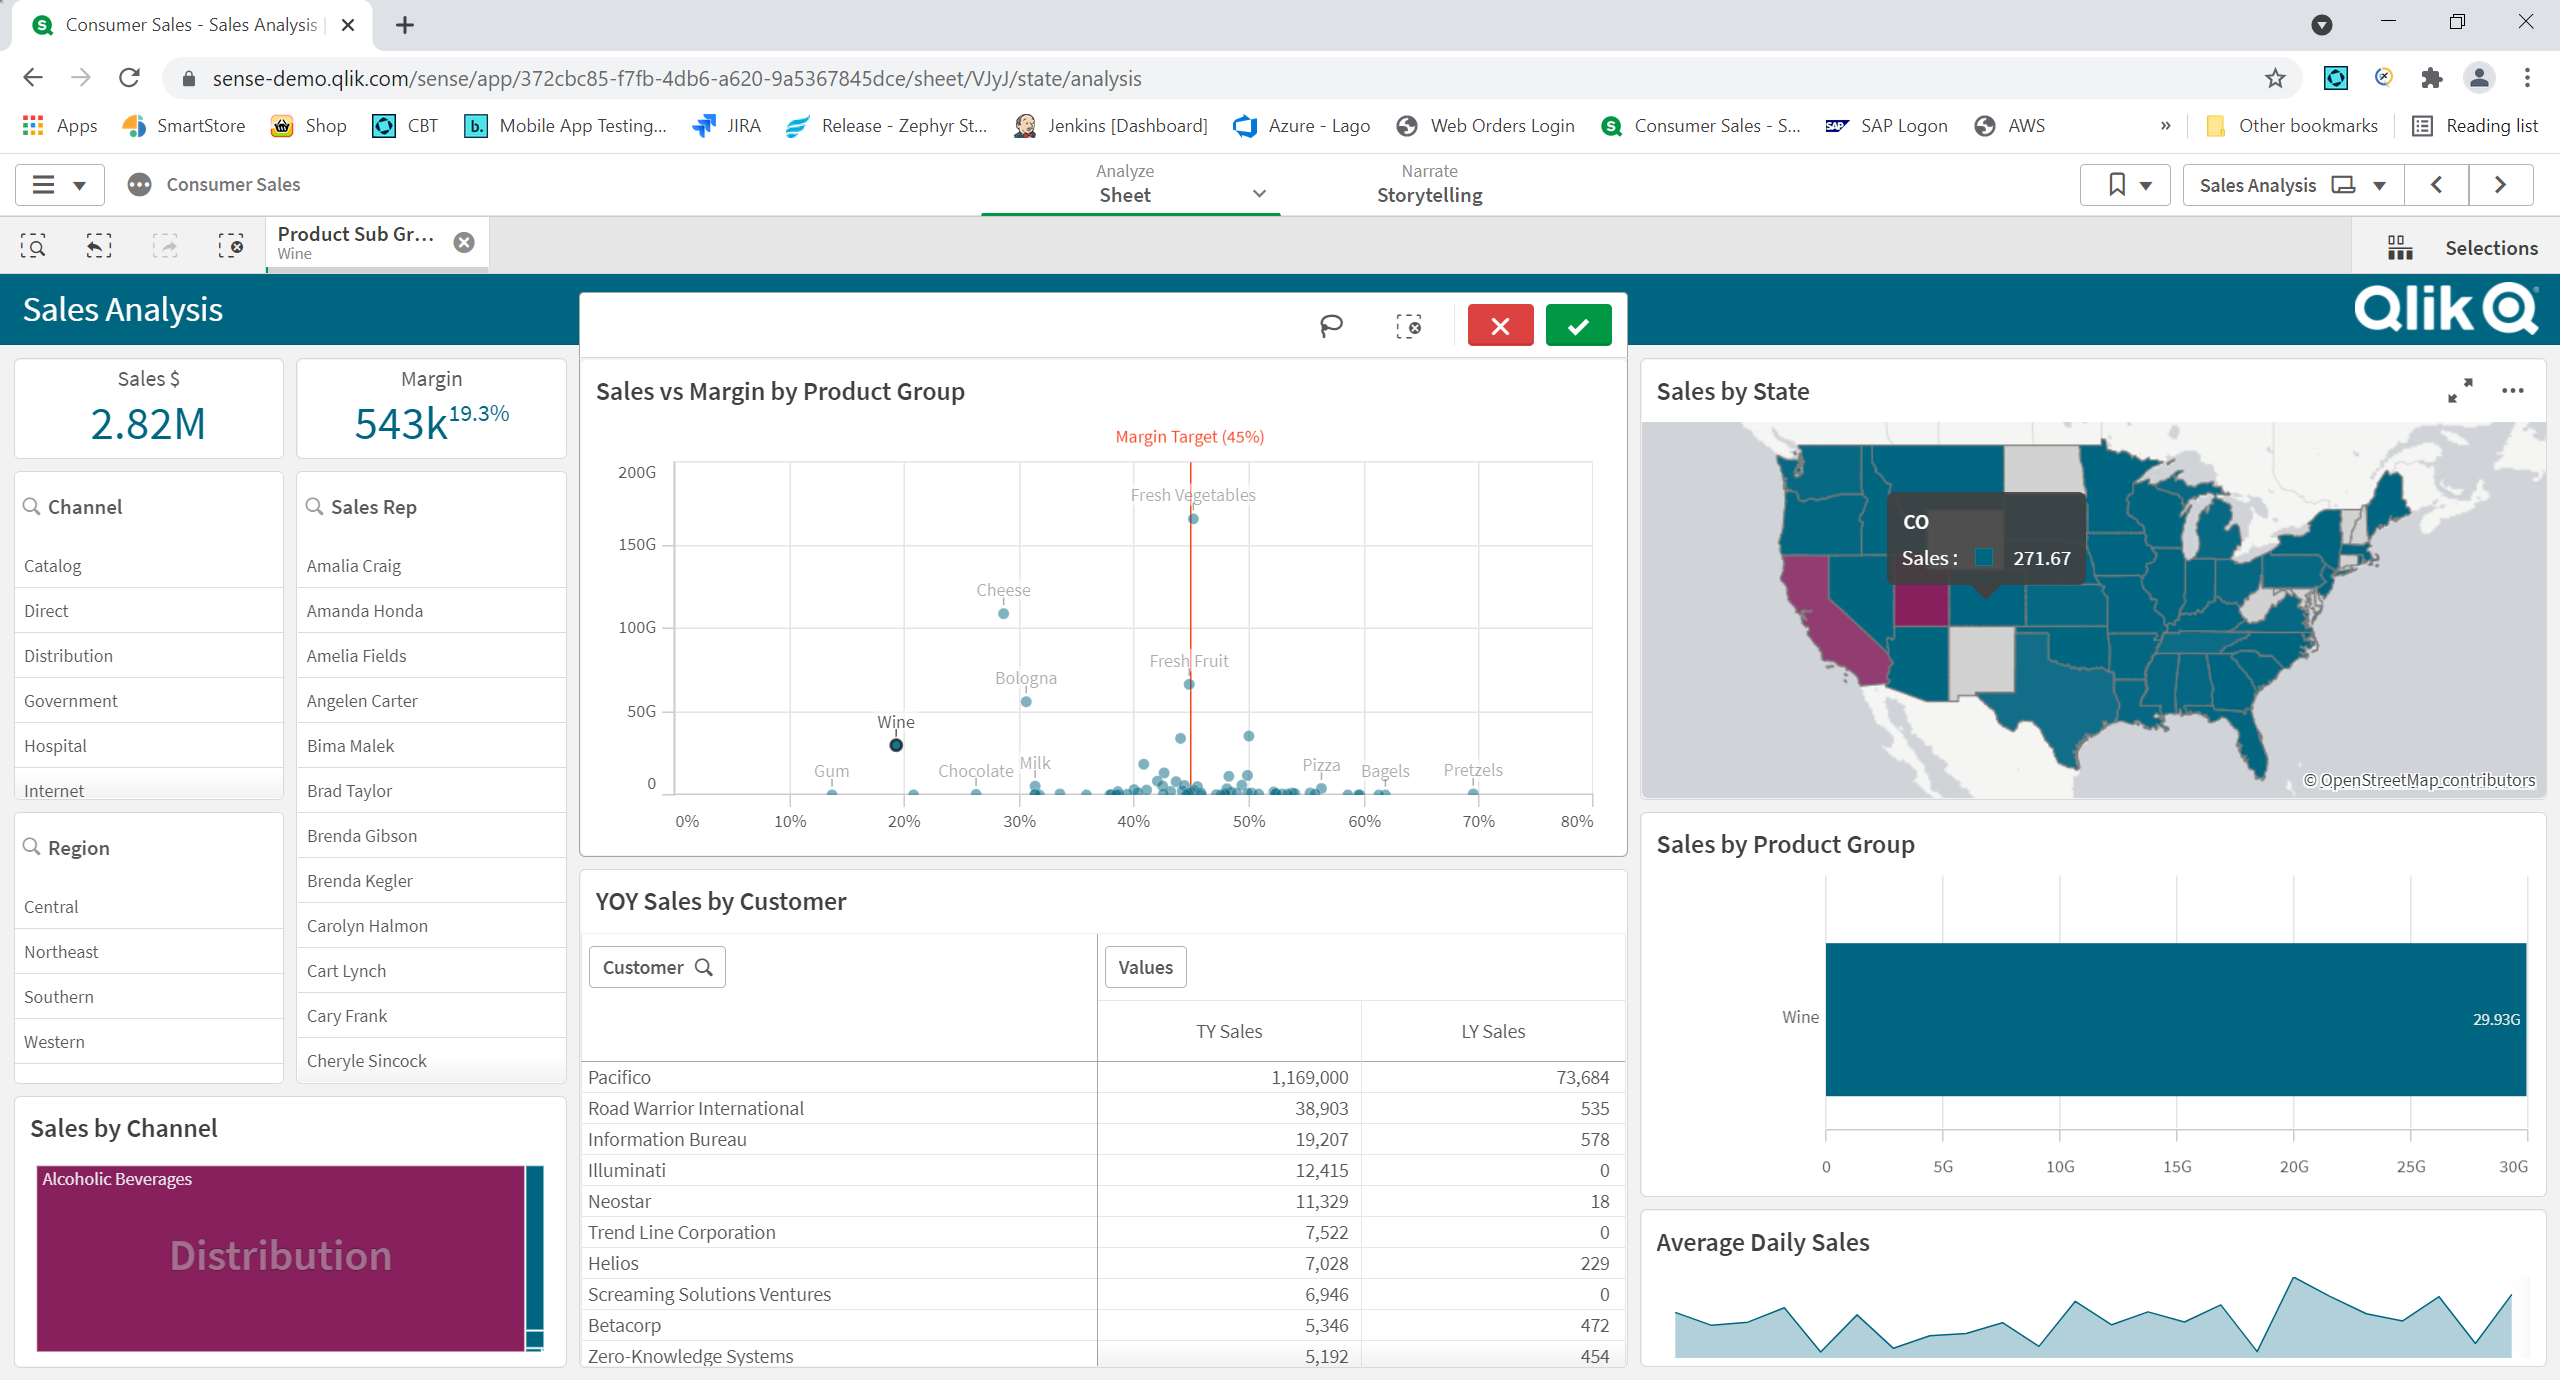 Consumer Sales - Sales Analysis
sense-demo.qlik.com/sense/app/372cbc85-f7fb-4db6-a620-9a5367845dce/sheet/VJyJ/state/analysis
Apps SmartStore Shop CBT b. Mobile App Testing... JIRA Release - Zephyr St... Jenkins [Dashboard] Azure - Lago Web Orders Login Consumer Sales - S... SAP SAP Logon AWS » Other bookmarks Reading list
Consumer Sales
Analyze
Sheet
Narrate
Storytelling
Sales Analysis
Product Sub Gr...
Wine
Selections
Sales Analysis
Qlik
Sales $
2.82M
Margin
543k 19.3%
Channel
Catalog
Direct
Distribution
Government
Hospital
Internet
Sales Rep
Amalia Craig
Amanda Honda
Amelia Fields
Angelen Carter
Bima Malek
Brad Taylor
Brenda Gibson
Brenda Kegler
Carolyn Halmon
Cart Lynch
Cary Frank
Cheryle Sincock
Region
Central
Northeast
Southern
Western
Sales by Channel
Alcoholic Beverages
Distribution
Sales vs Margin by Product Group
Margin Target (45%)
200G
Fresh Vegetables
150G
Cheese
100G
Fresh Fruit
Bologna
50G
Wine
Gum Chocolate Milk Pizza Bagels Pretzels
0
0% 10% 20% 30% 40% 50% 60% 70% 80%
YOY Sales by Customer
Customer Values
TY Sales LY Sales
Pacifico 1,169,000 73,684
Road Warrior International 38,903 535
Information Bureau 19,207 578
Illuminati 12,415 0
Neostar 11,329 18
Trend Line Corporation 7,522 0
Helios 7,028 229
Screaming Solutions Ventures 6,946 0
Betacorp 5,346 472
Zero-Knowledge Systems 5,192 454
Sales by State
CO
Sales : 271.67
© OpenStreetMap contributors
Sales by Product Group
Wine 29.93G
0 5G 10G 15G 20G 25G 30G
Average Daily Sales